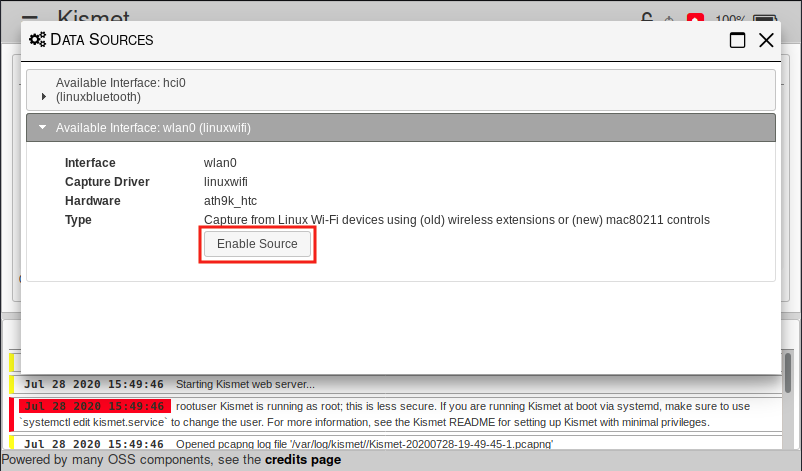 Kismet
100%
DATA SOURCES
Available Interface: hci0
(linuxbluetooth)
Available Interface: wlan0 (linuxwifi)
Interface wlan0
Capture Driver linuxwifi
Hardware ath9k_htc
Type Capture from Linux Wi-Fi devices using (old) wireless extensions or (new) mac80211 controls
Enable Source
Jul 28 2020 15:49:46 Starting Kismet web server...
Jul 28 2020 15:49:46 rootuser Kismet is running as root; this is less secure. If you are running Kismet at boot via systemd, make sure to use
`systemctl edit kismet.service` to change the user. For more information, see the Kismet README for setting up Kismet with minimal privileges.
Jul 28 2020 15:49:46 Opened pcapng log file '/var/log/kismet//Kismet-20200728-19-49-45-1.pcapng'
Powered by many OSS components, see the credits page